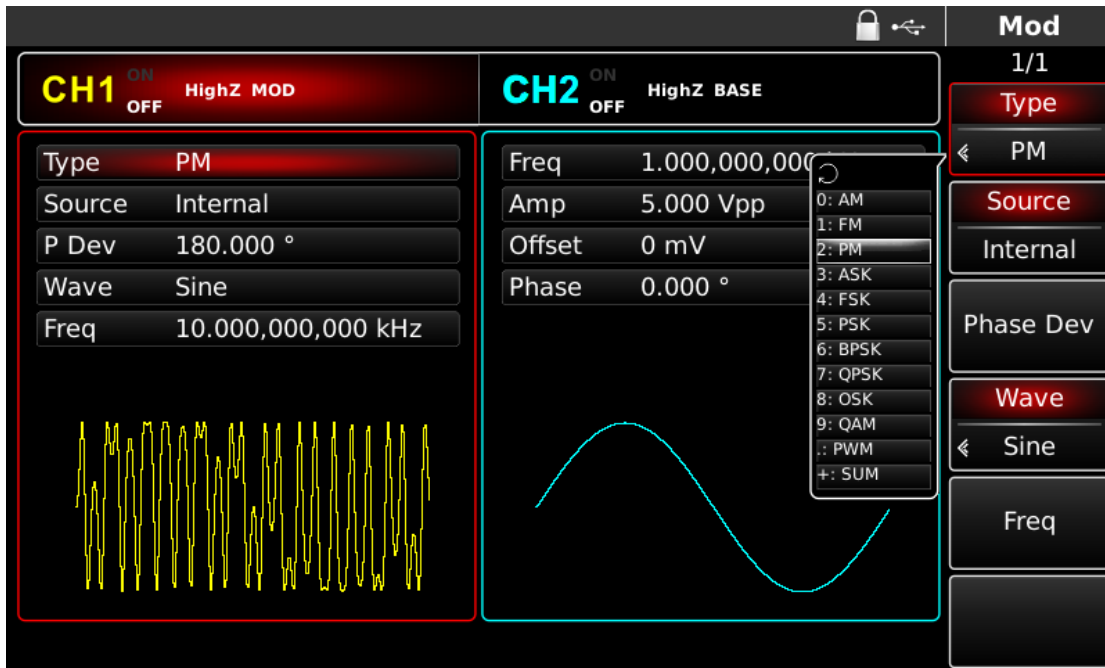 Mod
1/1
CH1 ON OFF HighZ MOD
CH2 ON OFF HighZ BASE
Type PM
Source Internal
P Dev 180.000 °
Wave Sine
Freq 10.000,000,000 kHz
Freq 1.000,000,000
Amp 5.000 Vpp
Offset 0 mV
Phase 0.000 °
0: AM
1: FM
2: PM
3: ASK
4: FSK
5: PSK
6: BPSK
7: QPSK
8: OSK
9: QAM
.: PWM
+: SUM
Type
PM
Source
Internal
Phase Dev
Wave
Sine
Freq